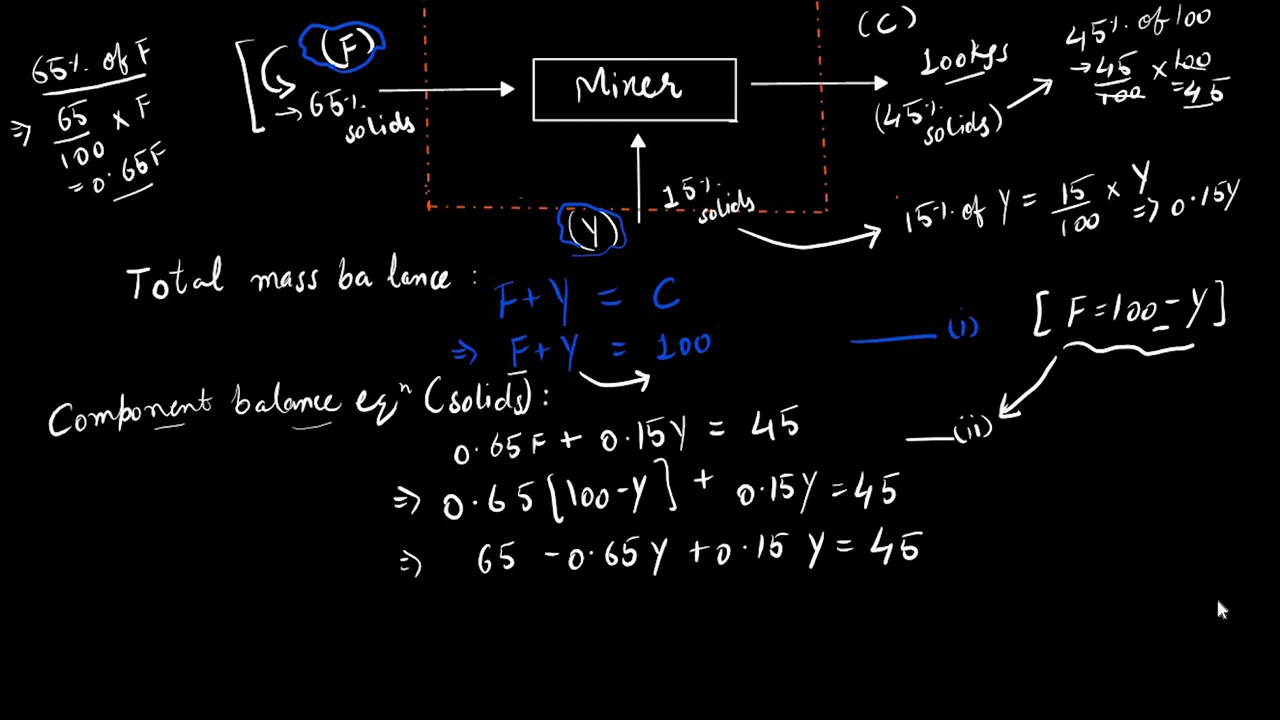 65% of F
⇒ 65/100 × F
= 0.65F
(F)
→ 65% solids
Mixer
(C)
100kgs
(45% solids)
45% of 100
→ 45/100 × 100
= 45
(Y)
15% solids
15% of Y = 15/100 × Y
⇒ 0.15Y
Total mass balance :
F+Y = C
⇒ F+Y = 100 —— (i)
[F=100-Y]
Component balance eqⁿ (solids):
0.65F + 0.15Y = 45 —(ii)
⇒ 0.65[100-Y] + 0.15Y = 45
⇒ 65 -0.65Y +0.15 Y = 45